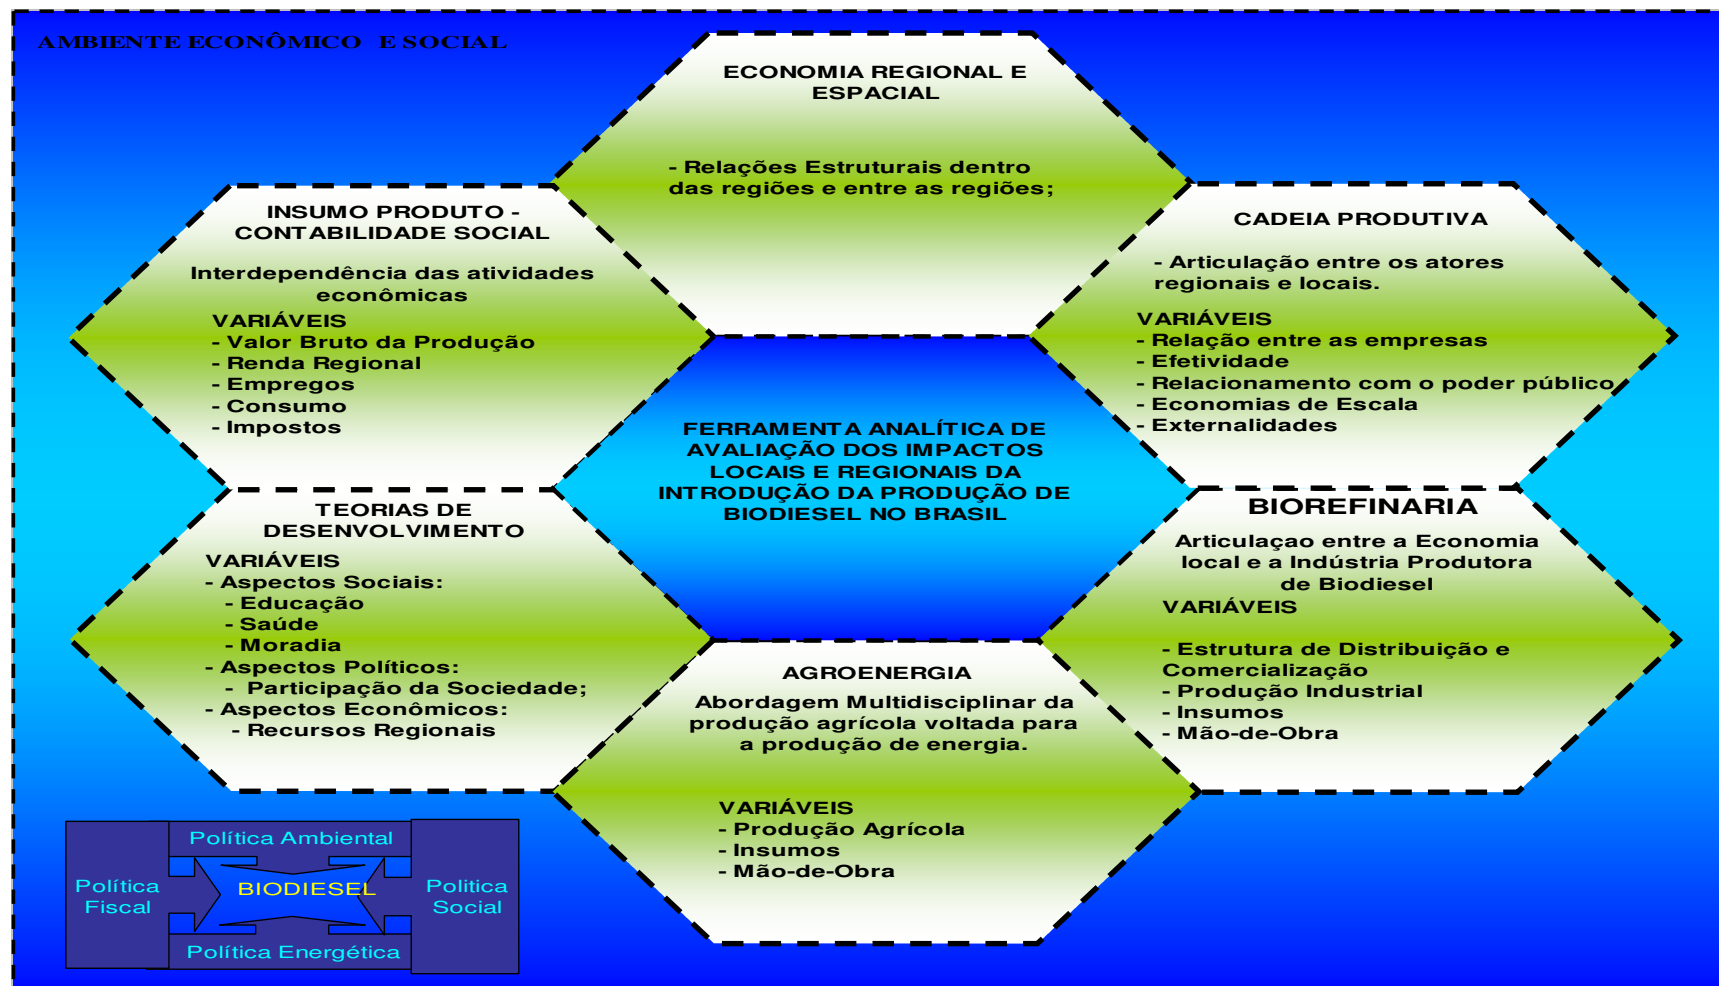 AMBIENTE ECONÔMICO E SOCIAL
ECONOMIA REGIONAL E
ESPACIAL
- Relações Estruturais dentro
das regiões e entre as regiões;
INSUMO PRODUTO -
CONTABILIDADE SOCIAL
Interdependência das atividades
econômicas
VARIÁVEIS
- Valor Bruto da Produção
- Renda Regional
- Empregos
- Consumo
- Impostos
CADEIA PRODUTIVA
- Articulação entre os atores
regionais e locais.
VARIÁVEIS
- Relação entre as empresas
- Efetividade
- Relacionamento com o poder público
- Economias de Escala
- Externalidades
FERRAMENTA ANALÍTICA DE
AVALIAÇÃO DOS IMPACTOS
LOCAIS E REGIONAIS DA
INTRODUÇÃO DA PRODUÇÃO DE
BIODIESEL NO BRASIL
TEORIAS DE
DESENVOLVIMENTO
VARIÁVEIS
- Aspectos Sociais:
- Educação
- Saúde
- Moradia
- Aspectos Políticos:
- Participação da Sociedade;
- Aspectos Econômicos:
- Recursos Regionais
BIOREFINARIA
Articulaçao entre a Economia
local e a Indústria Produtora
de Biodiesel
VARIÁVEIS
- Estrutura de Distribuição e
Comercialização
- Produção Industrial
- Insumos
- Mão-de-Obra
AGROENERGIA
Abordagem Multidisciplinar da
produção agrícola voltada para
a produção de energia.
VARIÁVEIS
- Produção Agrícola
- Insumos
- Mão-de-Obra
Política Ambiental
Política
Fiscal
BIODIESEL
Politica
Social
Política Energética